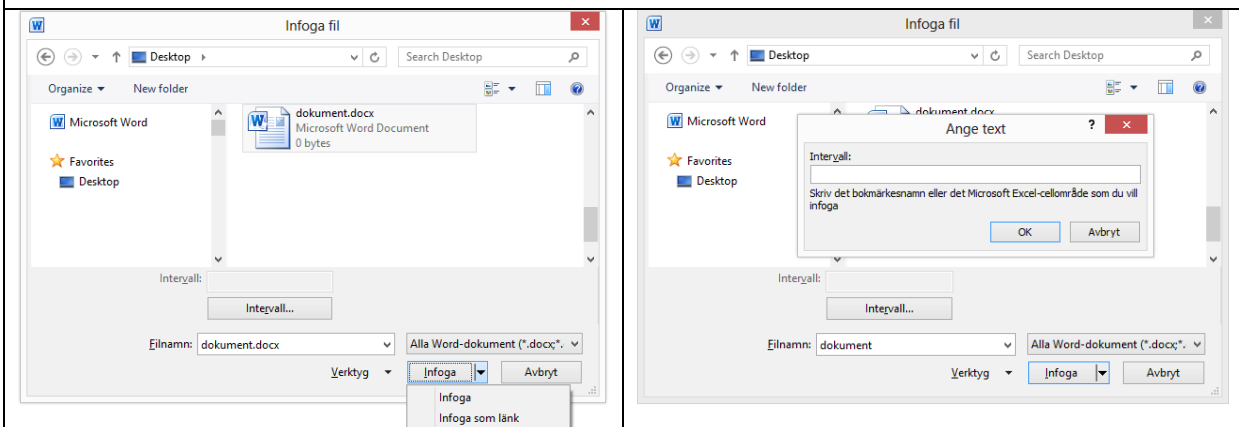 Infoga fil
Desktop
Search Desktop
Organize
New folder
Microsoft Word
dokument.docx
Microsoft Word Document
0 bytes
Favorites
Desktop
Intervall:
Intervall...
Filnamn:
dokument.docx
Alla Word-dokument (*.docx;*.
Verktyg
Infoga
Avbryt
Infoga
Infoga som länk
Infoga fil
Desktop
Search Desktop
Organize
New folder
Microsoft Word
dokument.docx
Favorites
Desktop
Ange text
Intervall:
Skriv det bokmärkesnamn eller det Microsoft Excel-cellområde som du vill
infoga
OK
Avbryt
Intervall:
Intervall...
Filnamn:
dokument
Alla Word-dokument (*.docx;*.
Verktyg
Infoga
Avbryt